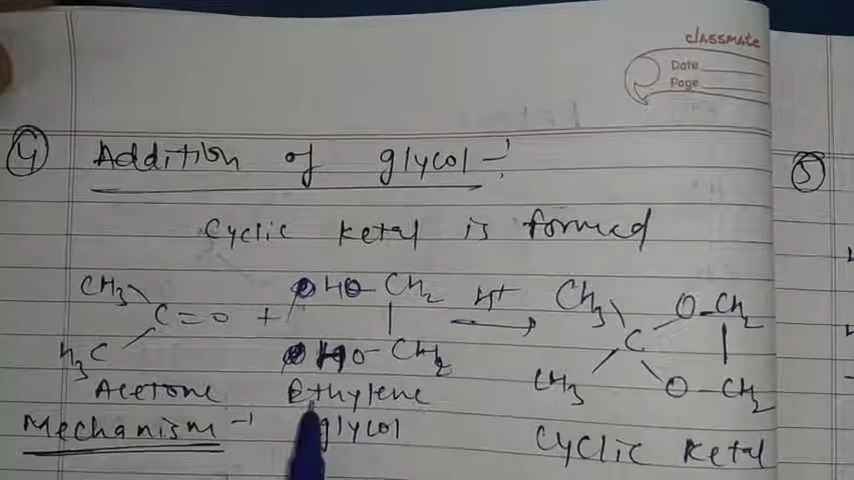 classmate
Date
Page
4 Addition of glycol -:
5
Cyclic ketal is formed
CH3 HO-CH2 H+ CH3 O-CH2
C=O + → C
H3C HO-CH2 CH3 O-CH2
Acetone Ethylene
Mechanism - glycol Cyclic ketal